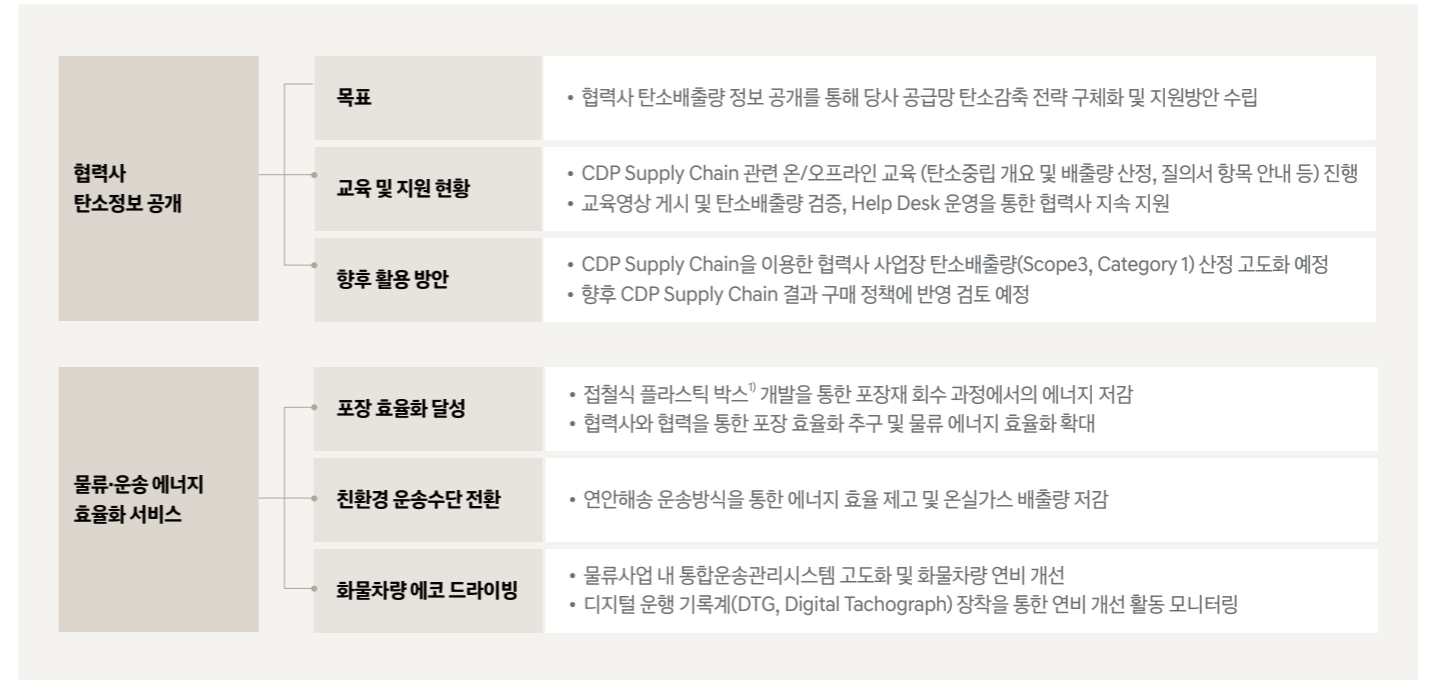 협력사
탄소정보 공개
목표
• 협력사 탄소배출량 정보 공개를 통해 당사 공급망 탄소감축 전략 구체화 및 지원방안 수립
교육 및 지원 현황
• CDP Supply Chain 관련 온/오프라인 교육 (탄소중립 개요 및 배출량 산정, 질의서 항목 안내 등) 진행
• 교육영상 게시 및 탄소배출량 검증, Help Desk 운영을 통한 협력사 지속 지원
향후 활용 방안
• CDP Supply Chain을 이용한 협력사 사업장 탄소배출량(Scope3, Category 1) 산정 고도화 예정
• 향후 CDP Supply Chain 결과 구매 정책에 반영 검토 예정
물류·운송 에너지
효율화 서비스
포장 효율화 달성
• 접철식 플라스틱 박스1) 개발을 통한 포장재 회수 과정에서의 에너지 저감
• 협력사와 협력을 통한 포장 효율화 추구 및 물류 에너지 효율화 확대
친환경 운송수단 전환
• 연안해송 운송방식을 통한 에너지 효율 제고 및 온실가스 배출량 저감
화물차량 에코 드라이빙
• 물류사업 내 통합운송관리시스템 고도화 및 화물차량 연비 개선
• 디지털 운행 기록계(DTG, Digital Tachograph) 장착을 통한 연비 개선 활동 모니터링